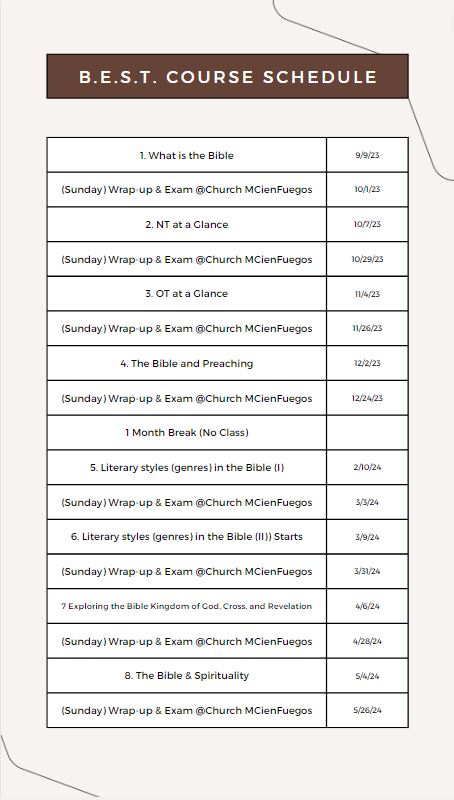 B.E.S.T. COURSE SCHEDULE
1. What is the Bible 9/9/23
(Sunday) Wrap-up & Exam @Church MCienFuegos 10/1/23
2. NT at a Glance 10/7/23
(Sunday) Wrap-up & Exam @Church MCienFuegos 10/29/23
3. OT at a Glance 11/4/23
(Sunday) Wrap-up & Exam @Church MCienFuegos 11/26/23
4. The Bible and Preaching 12/2/23
(Sunday) Wrap-up & Exam @Church MCienFuegos 12/24/23
1 Month Break (No Class)
5. Literary styles (genres) in the Bible (I) 2/10/24
(Sunday) Wrap-up & Exam @Church MCienFuegos 3/3/24
6. Literary styles (genres) in the Bible (II)) Starts 3/9/24
(Sunday) Wrap-up & Exam @Church MCienFuegos 3/31/24
7 Exploring the Bible Kingdom of God, Cross, and Revelation 4/6/24
(Sunday) Wrap-up & Exam @Church MCienFuegos 4/28/24
8. The Bible & Spirituality 5/4/24
(Sunday) Wrap-up & Exam @Church MCienFuegos 5/26/24